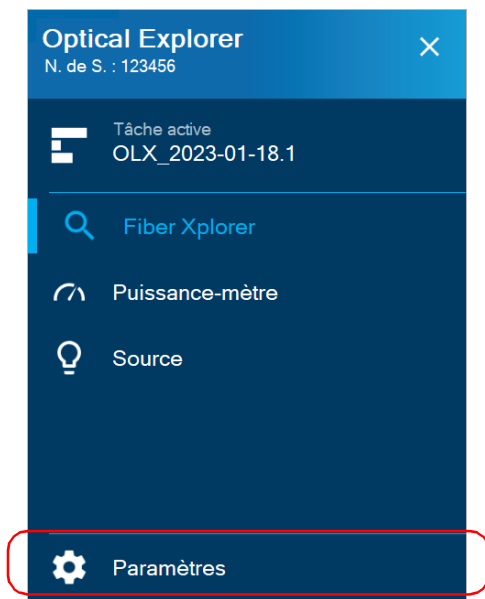 Optical Explorer
N. de S. : 123456
Tâche active
OLX_2023-01-18.1
Fiber Xplorer
Puissance-mètre
Source
Paramètres